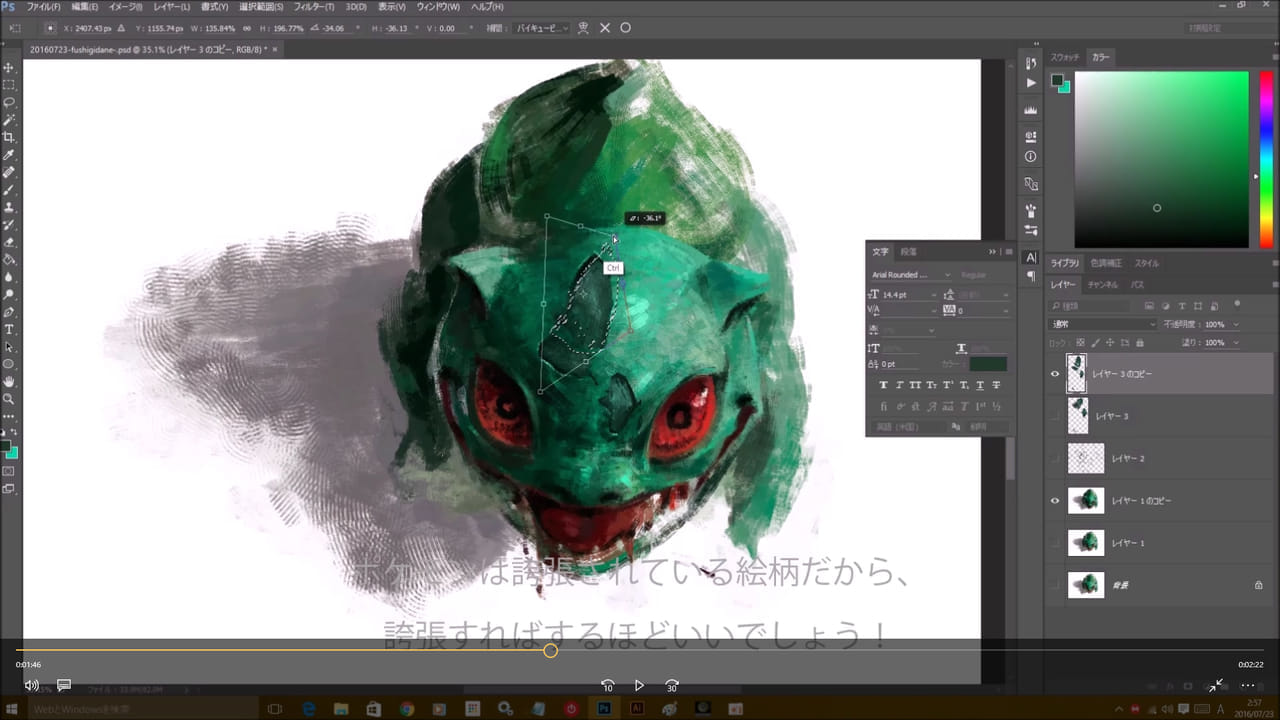 Ps ファイル(F) 編集(E) イメージ(I) レイヤー(L) 書式(Y) 選択範囲(S) フィルター(T) 3D(D) 表示(V) ウィンドウ(W) ヘルプ(H)
X: 2407.43 px Y: 1155.74 px W: 135.84% H: 196.77% -34.06 ° H: -36.13 ° V: 0.00 ° 補間: バイキュービ... 初期設定
20160723-fushigidane-.psd @ 35.1% (レイヤー 3 のコピー, RGB/8) * ×
スウォッチ カラー
-36.1°
Ctrl
文字 段落
Arial Rounded ... Regular
14.4 pt
0
0 pt カラー:
英語 (米国)
ライブラリ 色調補正 スタイル
レイヤー チャンネル パス
種類
通常 不透明度: 100%
ロック: 塗り: 100%
レイヤー 3 のコピー
レイヤー 3
レイヤー 2
レイヤー 1 のコピー
レイヤー 1
背景
は誇張されている絵柄だから、
誇張すればするほどいいでしょう！
0:01:46
0:02:22
10
30
WebとWindowsを検索
Ps
Ai
A
2:57
2016/07/23